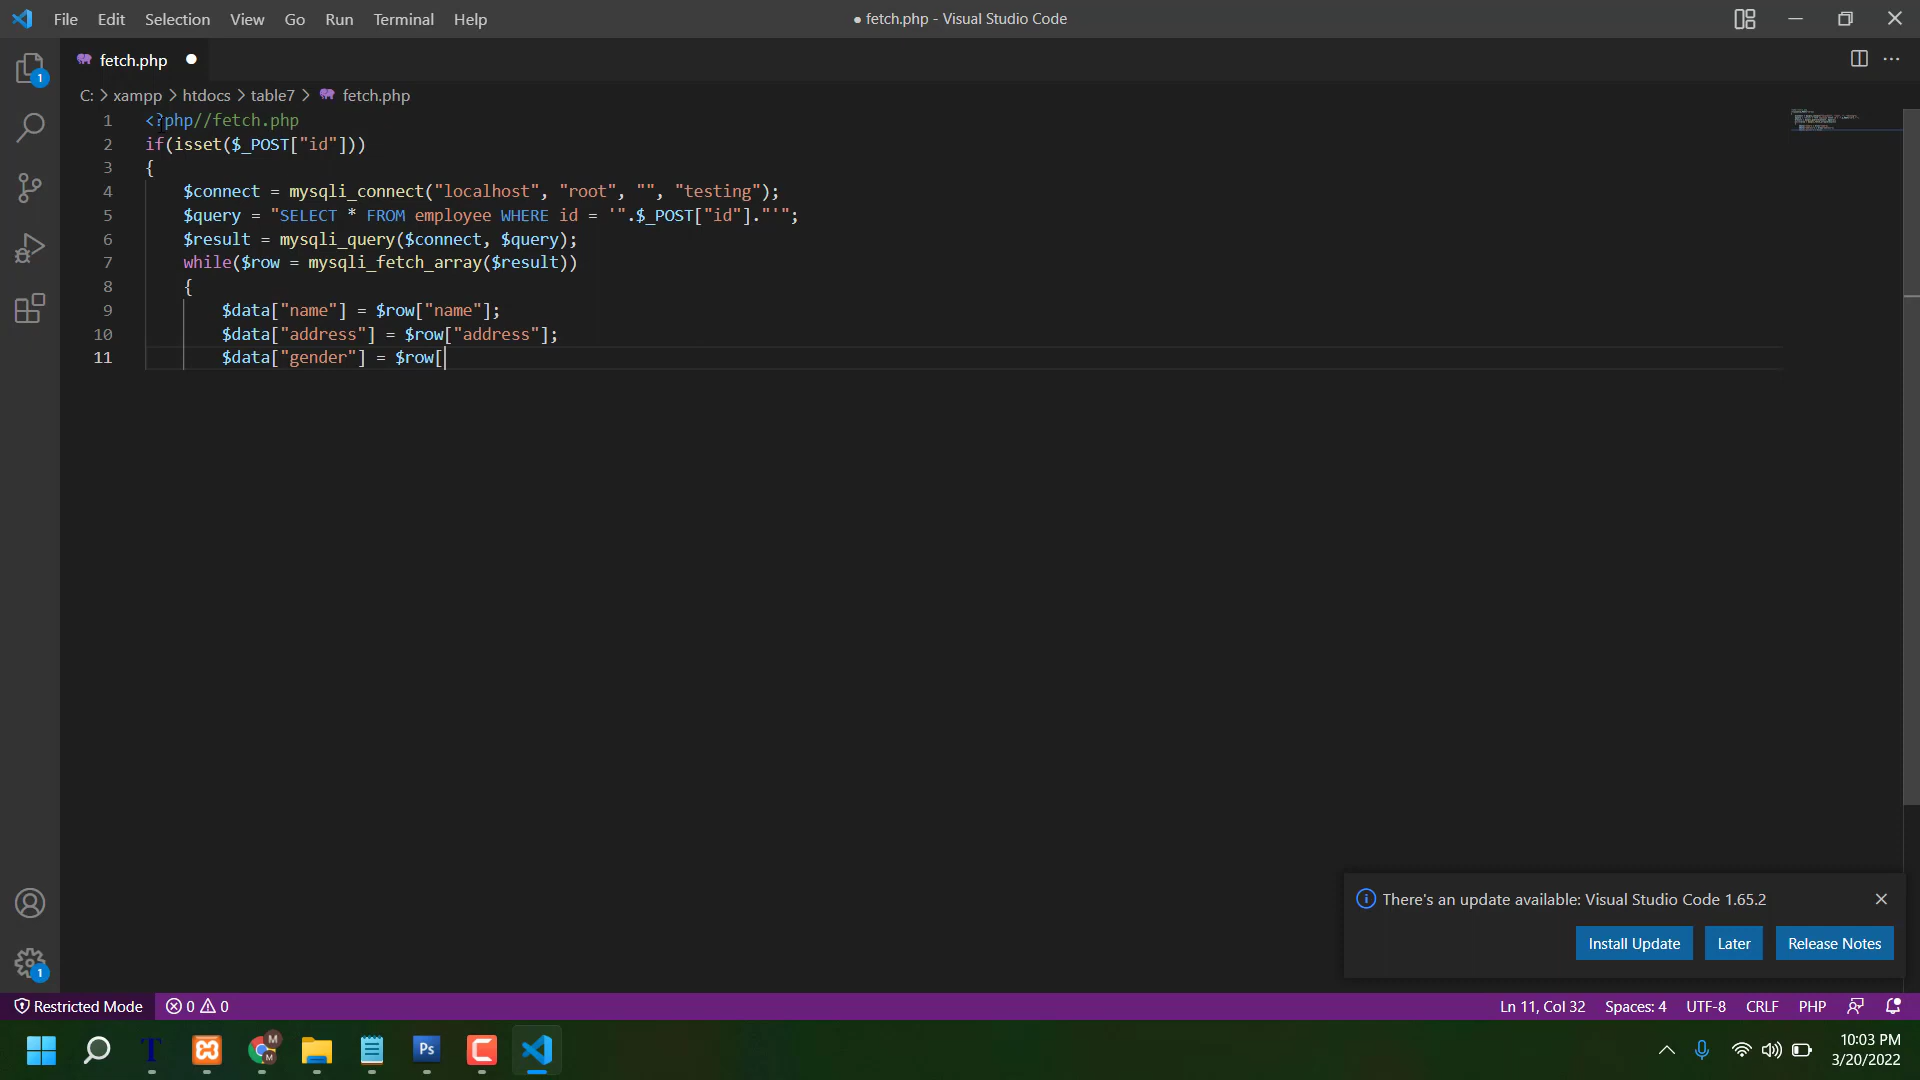 File Edit Selection View Go Run Terminal Help ● fetch.php - Visual Studio Code
fetch.php
C: > xampp > htdocs > table7 > fetch.php
1 <?php//fetch.php
2 if(isset($_POST["id"]))
3 {
4 $connect = mysqli_connect("localhost", "root", "", "testing");
5 $query = "SELECT * FROM employee WHERE id = '".$_POST["id"]."'";
6 $result = mysqli_query($connect, $query);
7 while($row = mysqli_fetch_array($result))
8 {
9 $data["name"] = $row["name"];
10 $data["address"] = $row["address"];
11 $data["gender"] = $row[
1
1
There's an update available: Visual Studio Code 1.65.2
Install Update Later Release Notes
Restricted Mode 0 0 Ln 11, Col 32 Spaces: 4 UTF-8 CRLF PHP
T M M Ps C
10:03 PM
3/20/2022